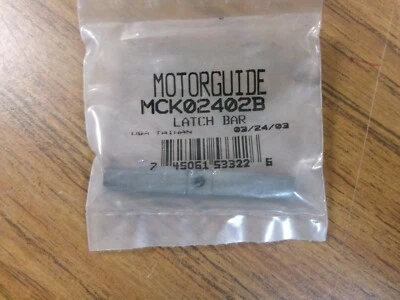 MOTORGUIDE
MCK02402B
LATCH BAR
03/24/03
7 45061 53322 6